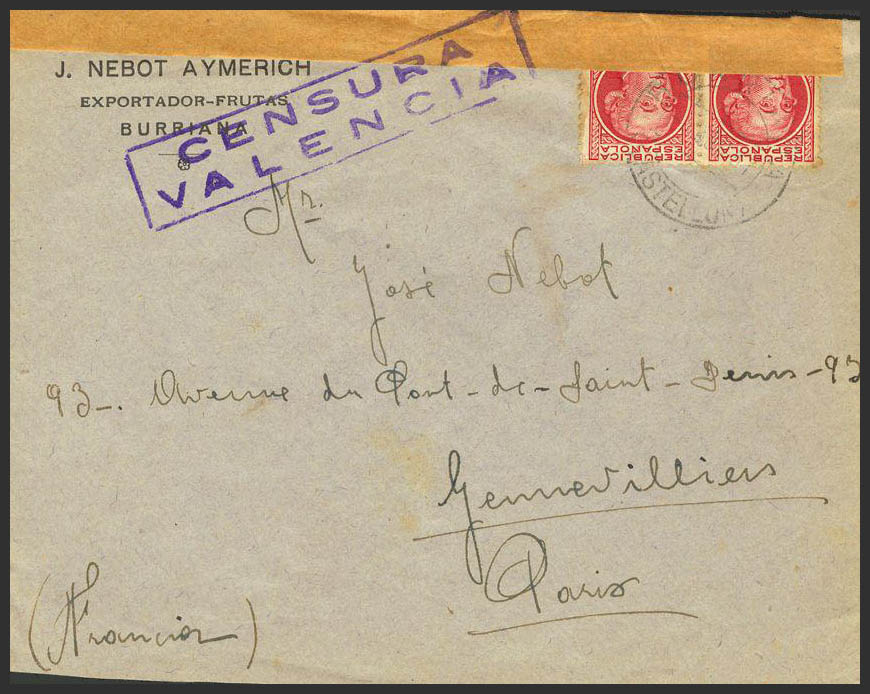 J. NEBOT AYMERICH
EXPORTADOR-FRUTAS
BURRIANA
CENSURA
VALENCIA
REPUBLICA
ESPAÑOLA
REPUBLICA
ESPAÑOLA
Mr.
José Nebot
93-. Avenue du Pont-de-Saint-Denis-93
Gennevilliers
Paris
(Francia)